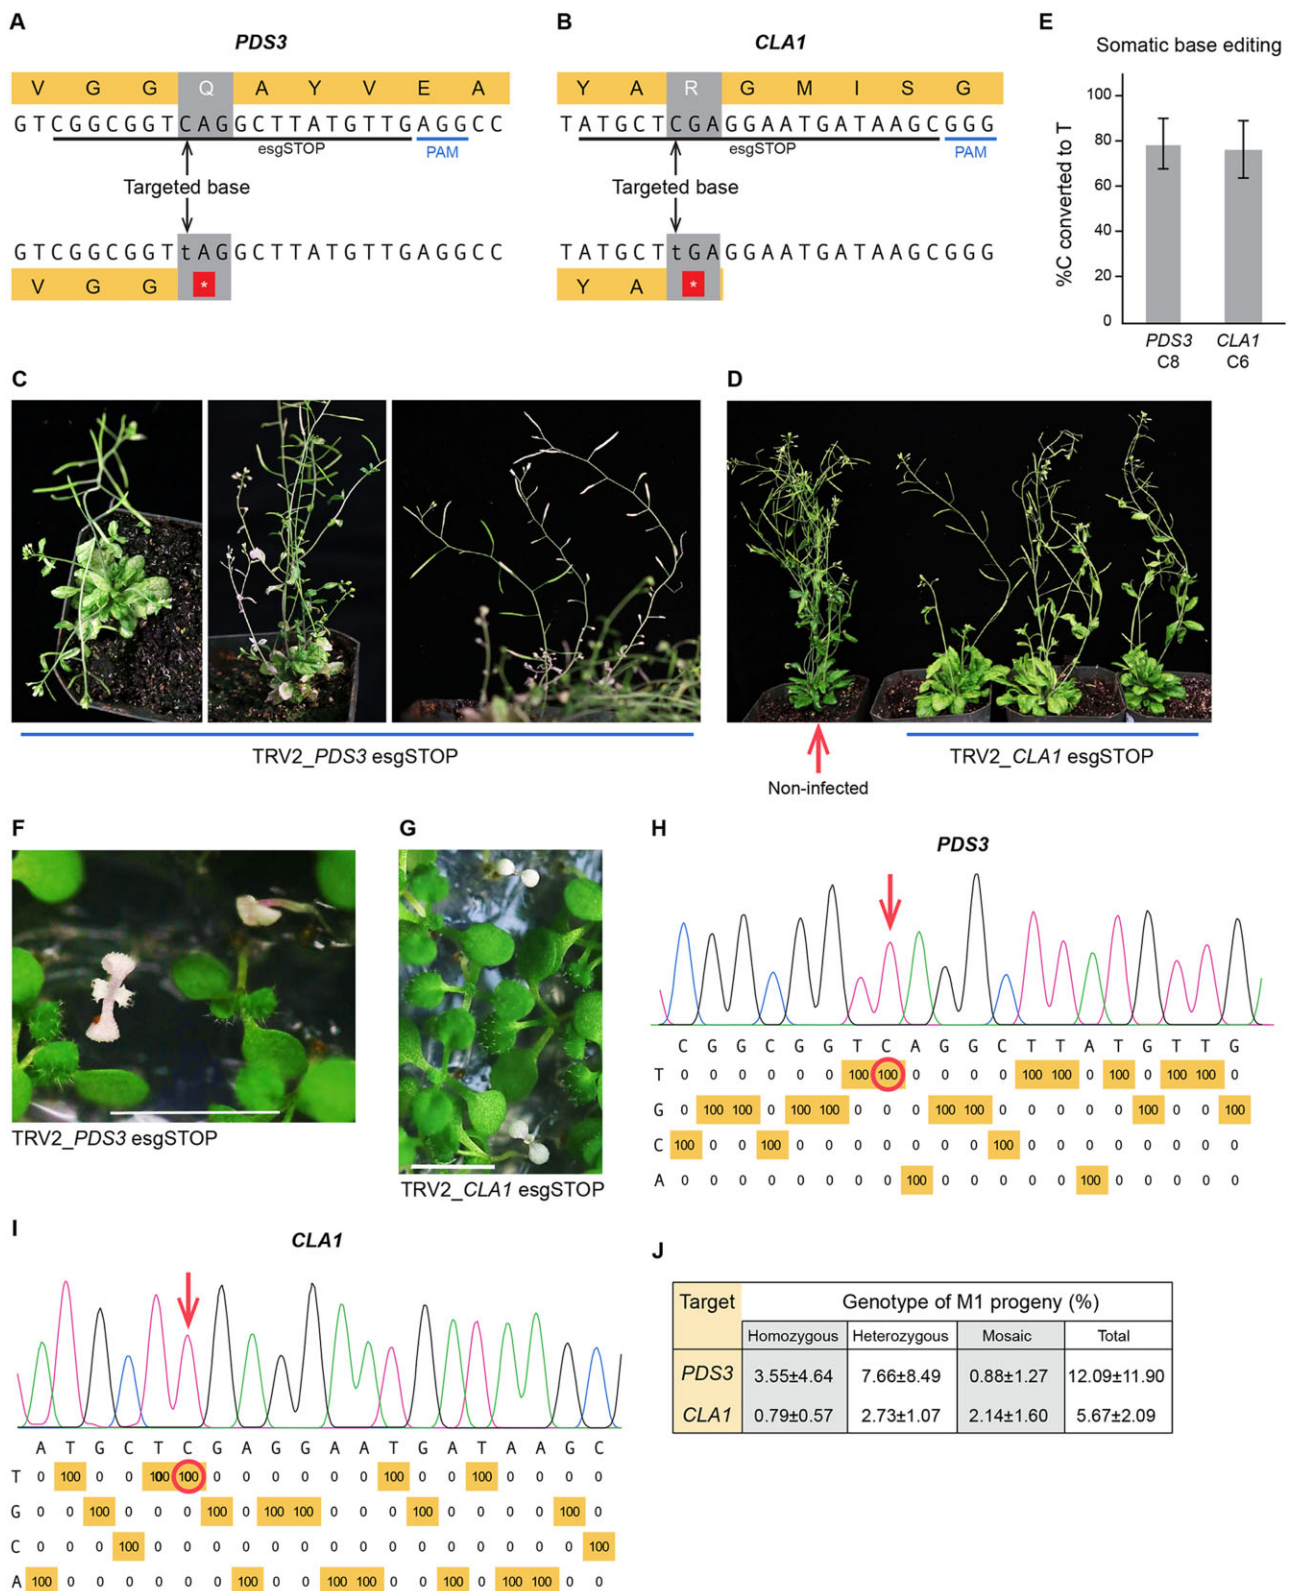 A
PDS3
V G G Q A Y V E A
GTCGGCGGTCAGGCTTATGTTGAGGCC
esgSTOP
PAM
Targeted base
GTCGGCGGTtAGGCTTATGTTGAGGCC
V G G *
B
CLA1
Y A R G M I S G
TATGCTCGAGGAATGATAAGCGGG
esgSTOP
PAM
Targeted base
TATGCTtGAGGAATGATAAGCGGG
Y A *
E
Somatic base editing
%C converted to T
100
80
60
40
20
0
PDS3 CLA1
C8 C6
C
TRV2_PDS3 esgSTOP
D
TRV2_CLA1 esgSTOP
Non-infected
F
TRV2_PDS3 esgSTOP
G
TRV2_CLA1 esgSTOP
H
PDS3
C G G C G G T C A G G C T T A T G T T G
T 0 0 0 0 0 0 100 100 0 0 0 0 100 100 0 100 0 100 100 0
G 0 100 100 0 100 100 0 0 0 100 100 0 0 0 0 0 100 0 0 100
C 100 0 0 100 0 0 0 0 0 0 0 100 0 0 0 0 0 0 0 0
A 0 0 0 0 0 0 0 0 100 0 0 0 0 0 100 0 0 0 0 0
I
CLA1
A T G C T C G A G G A A T G A T A A G C
T 0 100 0 0 100 100 0 0 0 0 0 0 100 0 0 100 0 0 0 0
G 0 0 100 0 0 0 100 0 100 100 0 0 0 100 0 0 0 0 100 0
C 0 0 0 100 0 0 0 0 0 0 0 0 0 0 0 0 0 0 0 100
A 100 0 0 0 0 0 0 100 0 0 100 100 0 0 100 0 100 100 0 0
J
Target Genotype of M1 progeny (%)
Homozygous Heterozygous Mosaic Total
PDS3 3.55±4.64 7.66±8.49 0.88±1.27 12.09±11.90
CLA1 0.79±0.57 2.73±1.07 2.14±1.60 5.67±2.09